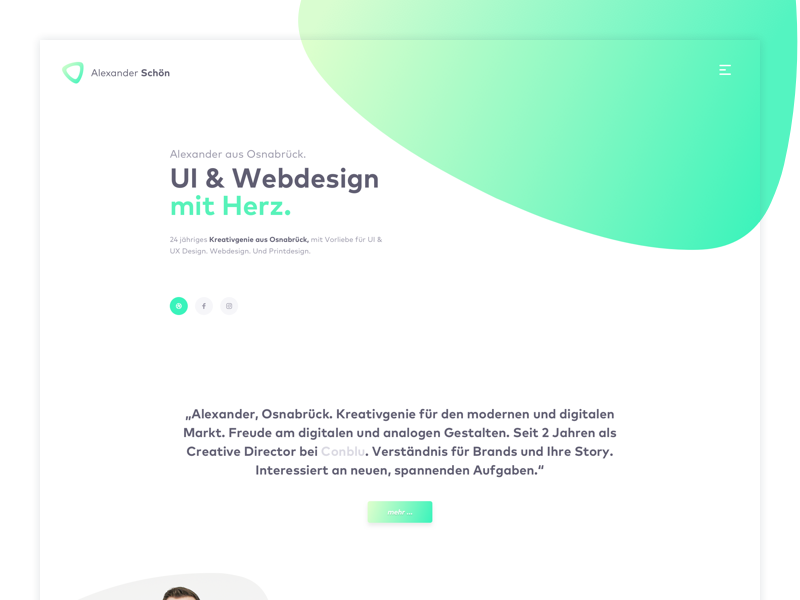 Alexander Schön
Alexander aus Osnabrück.
UI & Webdesign
mit Herz.
24 jähriges Kreativgenie aus Osnabrück, mit Vorliebe für UI &
UX Design. Webdesign. Und Printdesign.
„Alexander, Osnabrück. Kreativgenie für den modernen und digitalen
Markt. Freude am digitalen und analogen Gestalten. Seit 2 Jahren als
Creative Director bei Conblu. Verständnis für Brands und Ihre Story.
Interessiert an neuen, spannenden Aufgaben.“
mehr ...